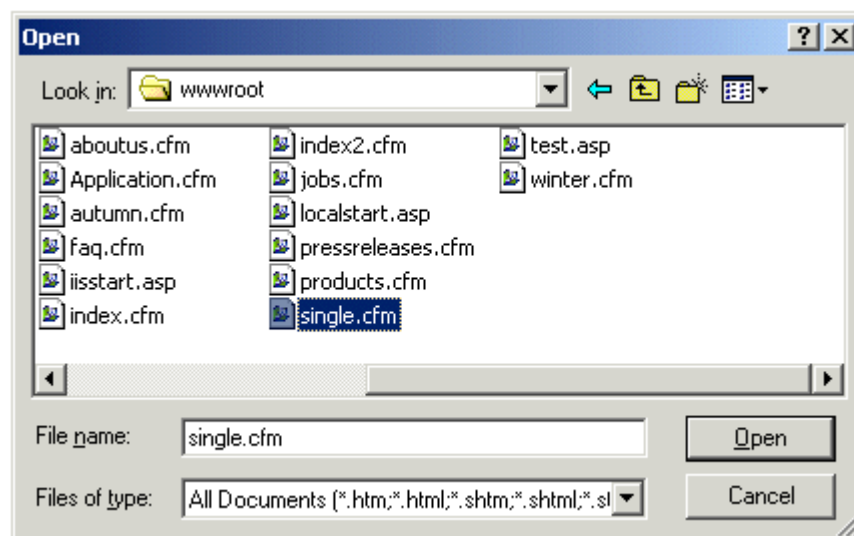 Open
Look in: wwwroot
aboutus.cfm
Application.cfm
autumn.cfm
faq.cfm
iisstart.asp
index.cfm
index2.cfm
jobs.cfm
localstart.asp
pressreleases.cfm
products.cfm
single.cfm
test.asp
winter.cfm
File name: single.cfm Open
Files of type: All Documents (*.htm;*.html;*.shtm;*.shtml;*.sl Cancel